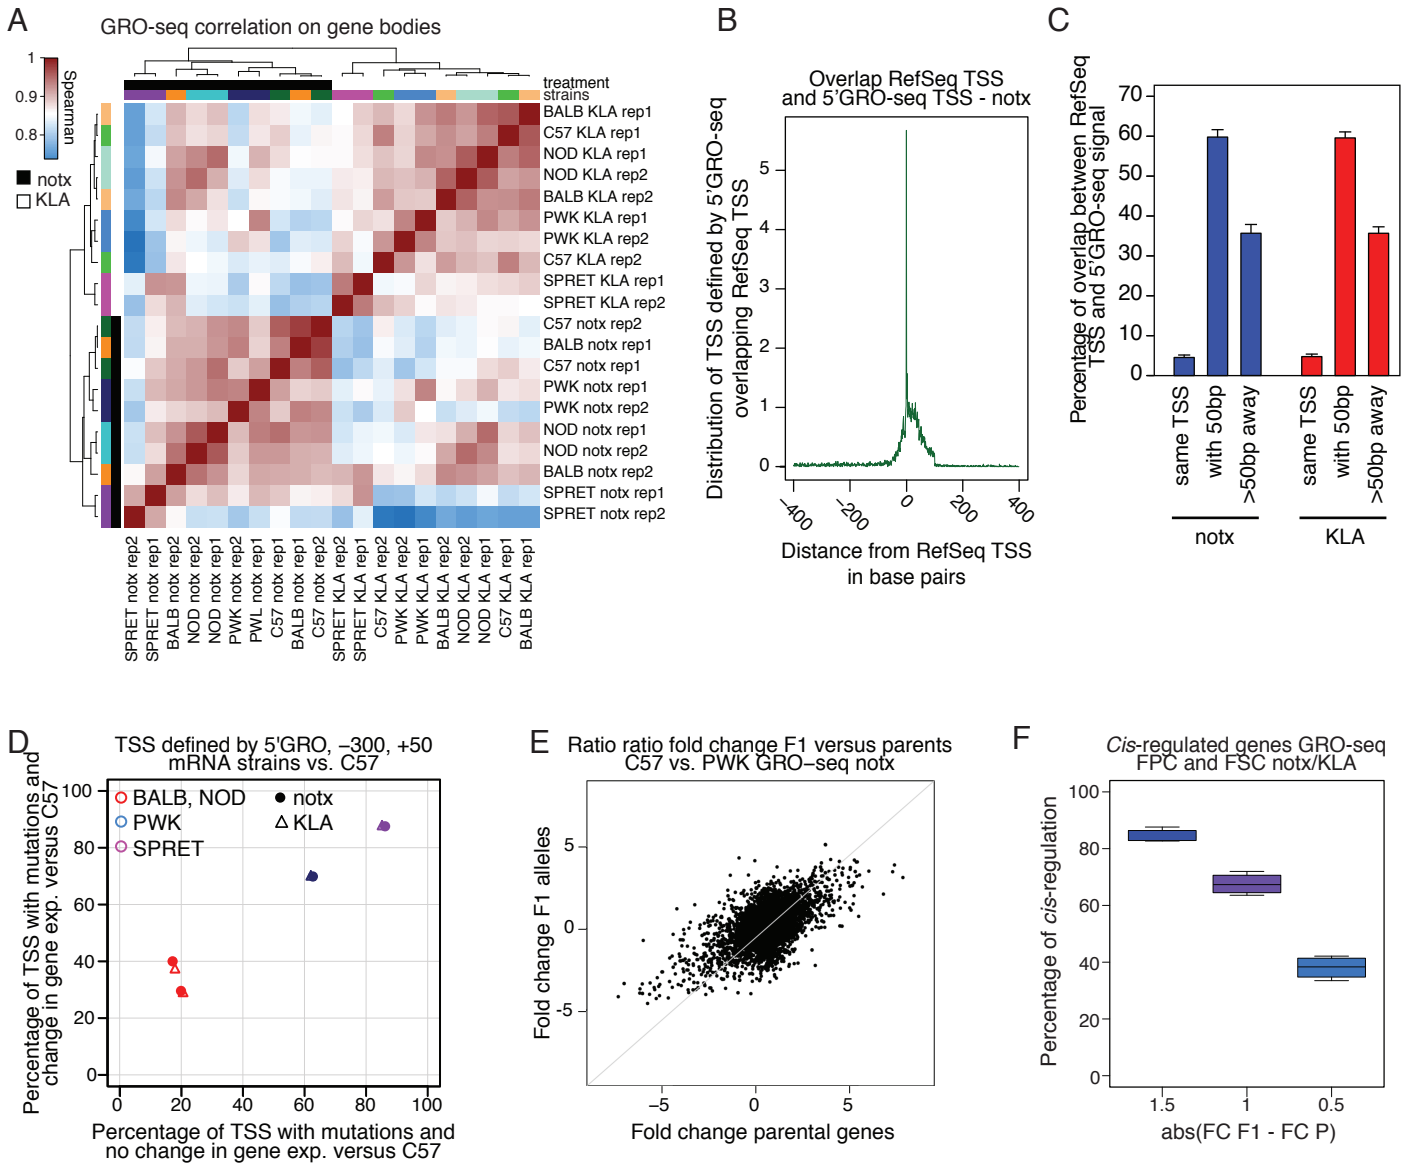 A
GRO-seq correlation on gene bodies
1
0.9
0.8
Spearman
notx
KLA
treatment
strains
BALB KLA rep1
C57 KLA rep1
NOD KLA rep1
NOD KLA rep2
BALB KLA rep2
PWK KLA rep1
PWK KLA rep2
C57 KLA rep2
SPRET KLA rep1
SPRET KLA rep2
C57 notx rep2
BALB notx rep1
C57 notx rep1
PWK notx rep1
PWK notx rep2
NOD notx rep1
NOD notx rep2
BALB notx rep2
SPRET notx rep1
SPRET notx rep2
SPRET notx rep2
SPRET notx rep1
BALB notx rep2
NOD notx rep2
NOD notx rep1
PWK notx rep2
PWL notx rep1
C57 notx rep1
BALB notx rep1
C57 notx rep2
SPRET KLA rep2
SPRET KLA rep1
C57 KLA rep2
PWK KLA rep2
PWK KLA rep1
BALB KLA rep2
NOD KLA rep2
NOD KLA rep1
C57 KLA rep1
BALB KLA rep1
B
Overlap RefSeq TSS
and 5'GRO-seq TSS - notx
Distribution of TSS defined by 5'GRO-seq
overlapping RefSeq TSS
5
4
3
2
1
0
−400
−200
0
200
400
Distance from RefSeq TSS
in base pairs
C
Percentage of overlap between RefSeq
TSS and 5'GRO-seq signal
70
60
50
40
30
20
10
0
same TSS
with 50bp
>50bp away
same TSS
with 50bp
>50bp away
notx
KLA
D
TSS defined by 5'GRO, −300, +50
mRNA strains vs. C57
Percentage of TSS with mutations and
change in gene exp. versus C57
100
80
60
40
20
0
BALB, NOD
PWK
SPRET
notx
KLA
0
20
40
60
80
100
Percentage of TSS with mutations and
no change in gene exp. versus C57
E
Ratio ratio fold change F1 versus parents
C57 vs. PWK GRO−seq notx
Fold change F1 alleles
5
0
-5
−5
0
5
Fold change parental genes
F
Cis-regulated genes GRO-seq
FPC and FSC notx/KLA
Percentage of cis-regulation
100
80
60
40
20
0
1.5
1
0.5
abs(FC F1 - FC P)